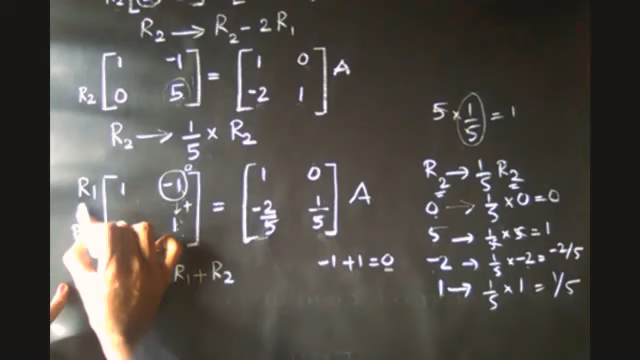 R₂ → R₂ - 2R₁
R₂ [1 -1; 0 5] = [1 0; -2 1] A
R₂ → 1/5 × R₂
R₁ [1 -1; 1] = [1 0; -2/5 1/5] A
0
+
R₁ + R₂
-1+1=0
5 × 1/5 = 1
R₂ → 1/5 R₂
0 → 1/5 × 0 = 0
5 → 1/5 × 5 = 1
-2 → 1/5 × -2 = -2/5
1 → 1/5 × 1 = 1/5